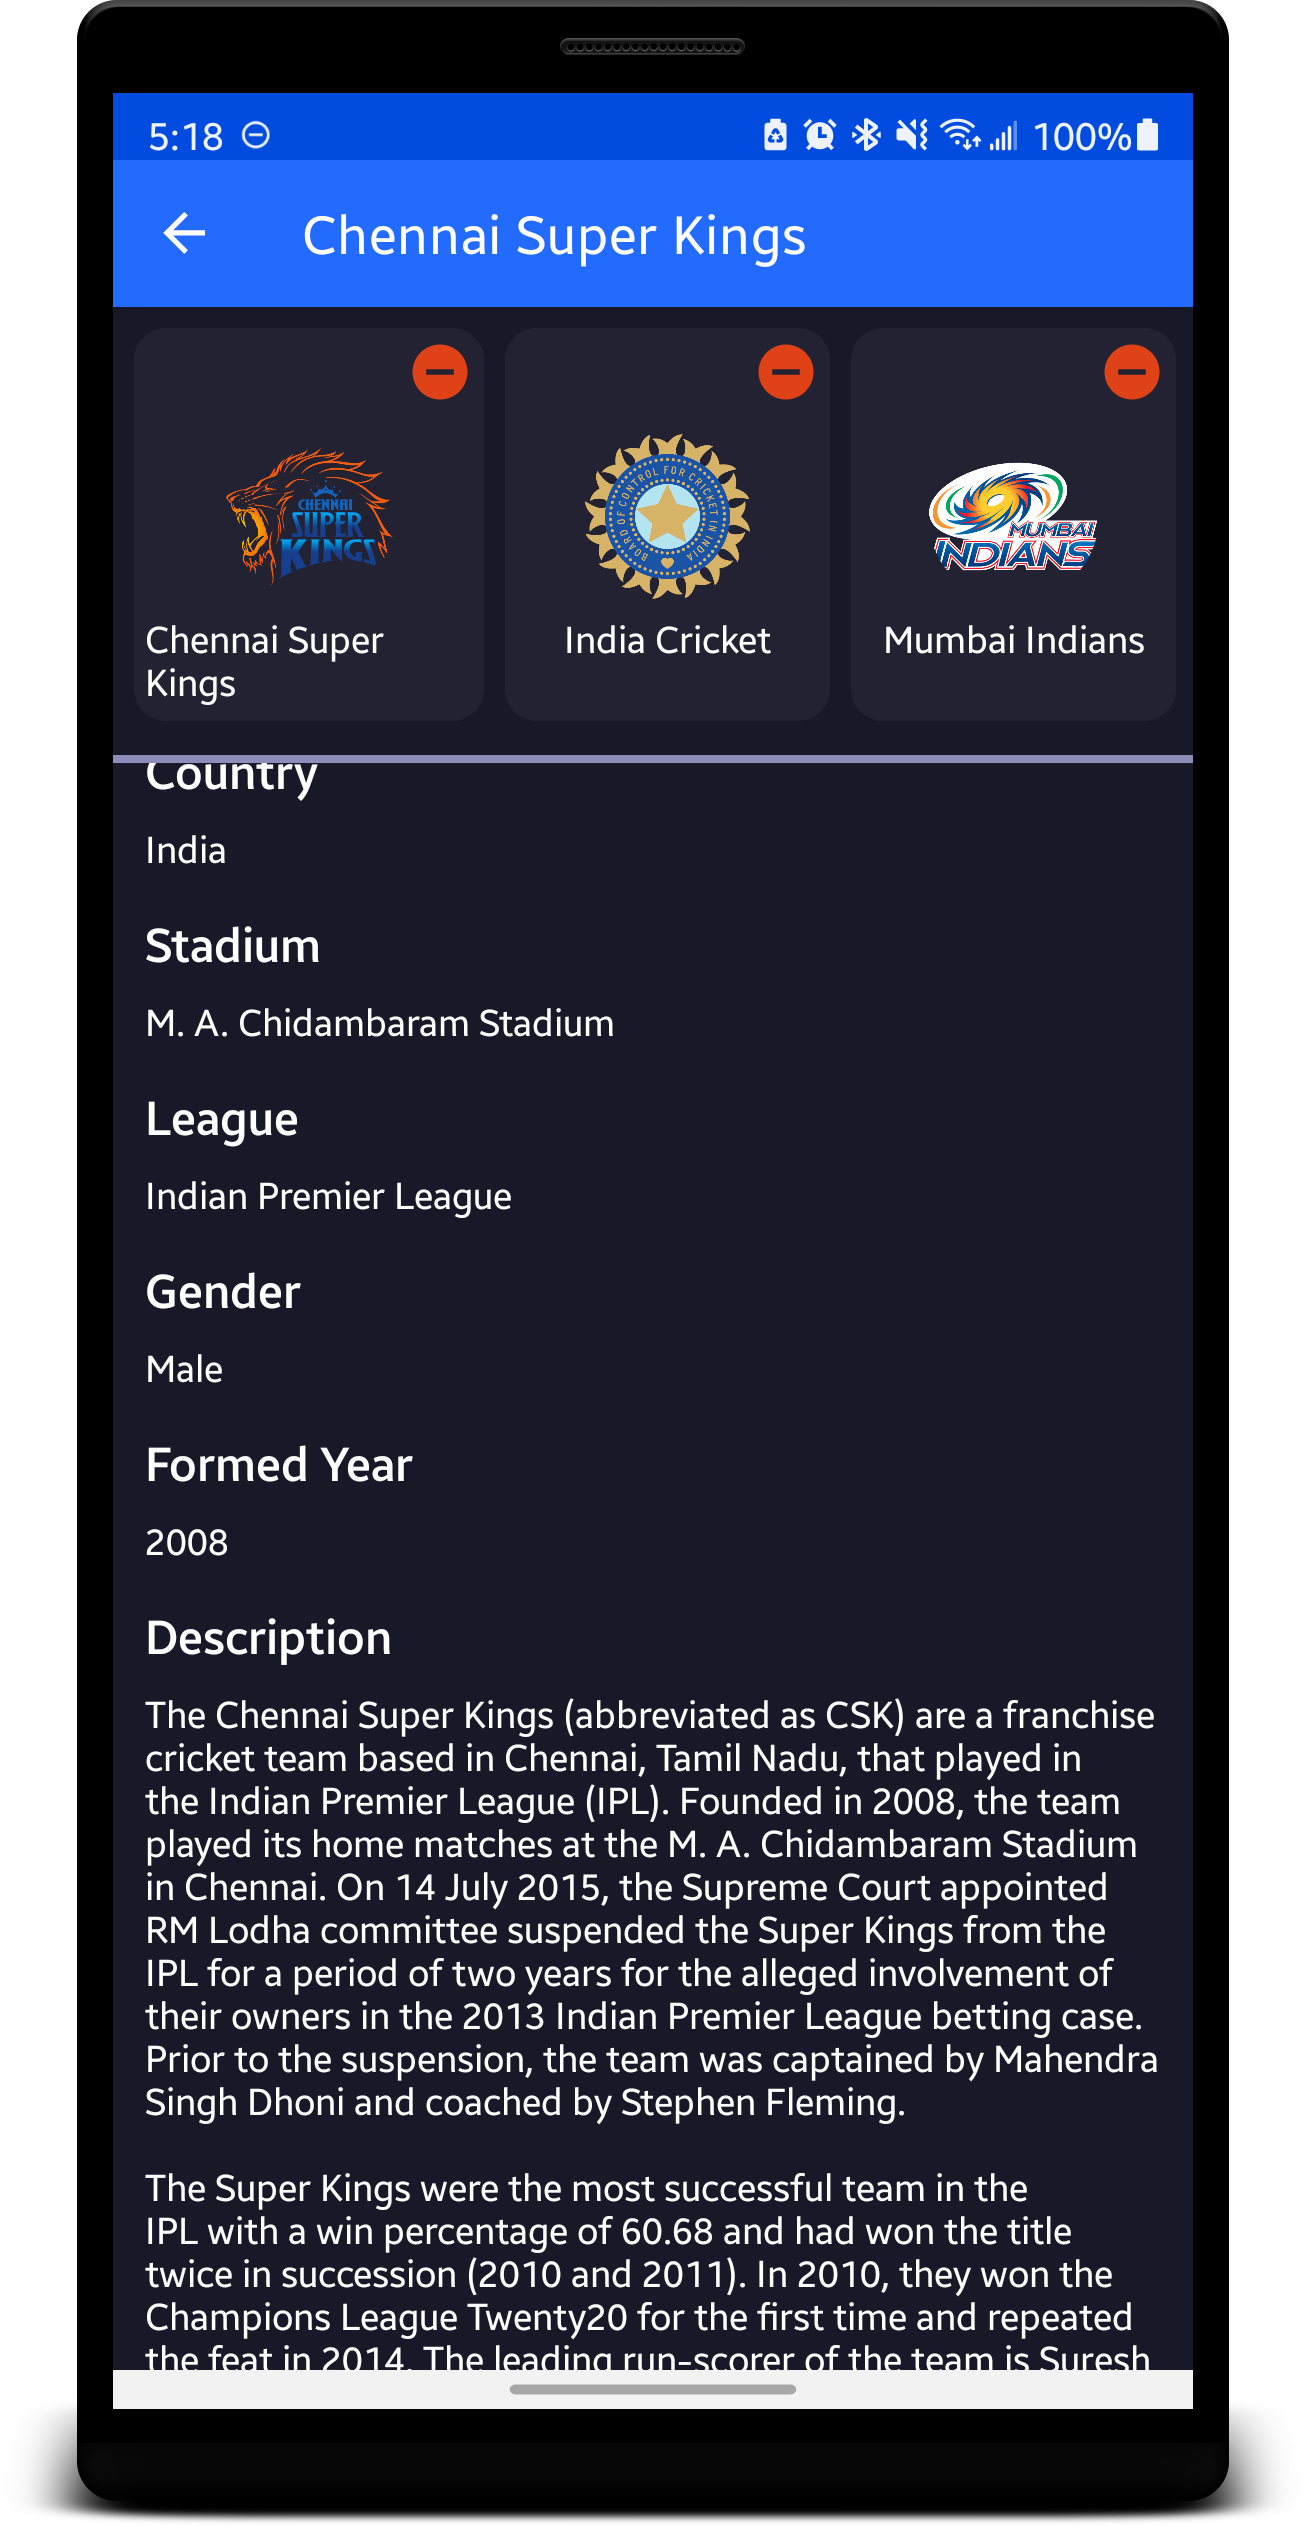 5:18
100%
Chennai Super Kings
CHENNAI
SUPER
KINGS
BOARD OF CONTROL FOR CRICKET IN INDIA
MUMBAI
INDIANS
Chennai Super
Kings
India Cricket
Mumbai Indians
Country
India
Stadium
M. A. Chidambaram Stadium
League
Indian Premier League
Gender
Male
Formed Year
2008
Description
The Chennai Super Kings (abbreviated as CSK) are a franchise
cricket team based in Chennai, Tamil Nadu, that played in
the Indian Premier League (IPL). Founded in 2008, the team
played its home matches at the M. A. Chidambaram Stadium
in Chennai. On 14 July 2015, the Supreme Court appointed
RM Lodha committee suspended the Super Kings from the
IPL for a period of two years for the alleged involvement of
their owners in the 2013 Indian Premier League betting case.
Prior to the suspension, the team was captained by Mahendra
Singh Dhoni and coached by Stephen Fleming.
The Super Kings were the most successful team in the
IPL with a win percentage of 60.68 and had won the title
twice in succession (2010 and 2011). In 2010, they won the
Champions League Twenty20 for the first time and repeated
the feat in 2014. The leading run-scorer of the team is Suresh